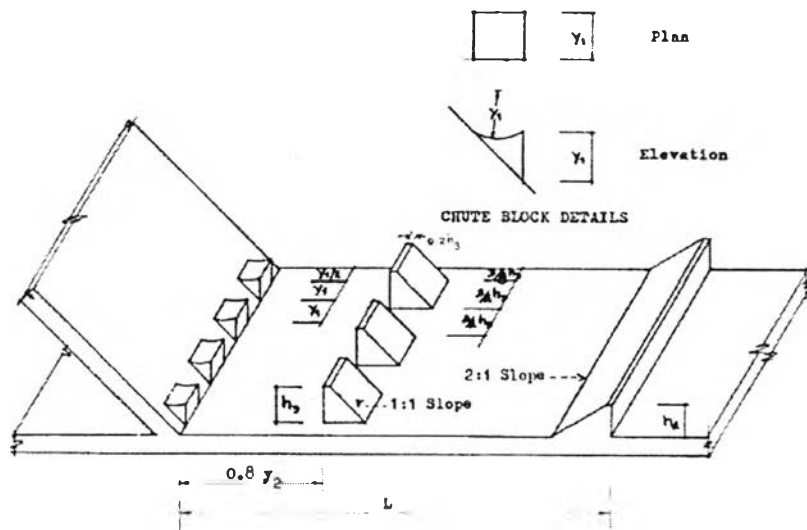 y₁ Plan
y₁
y₁ Elevation
CHUTE BLOCK DETAILS
0.2h₃
y₁/2
y₁
y₁
2:1 Slope
h₃ 1:1 Slope
h₄
0.8 y₂
L